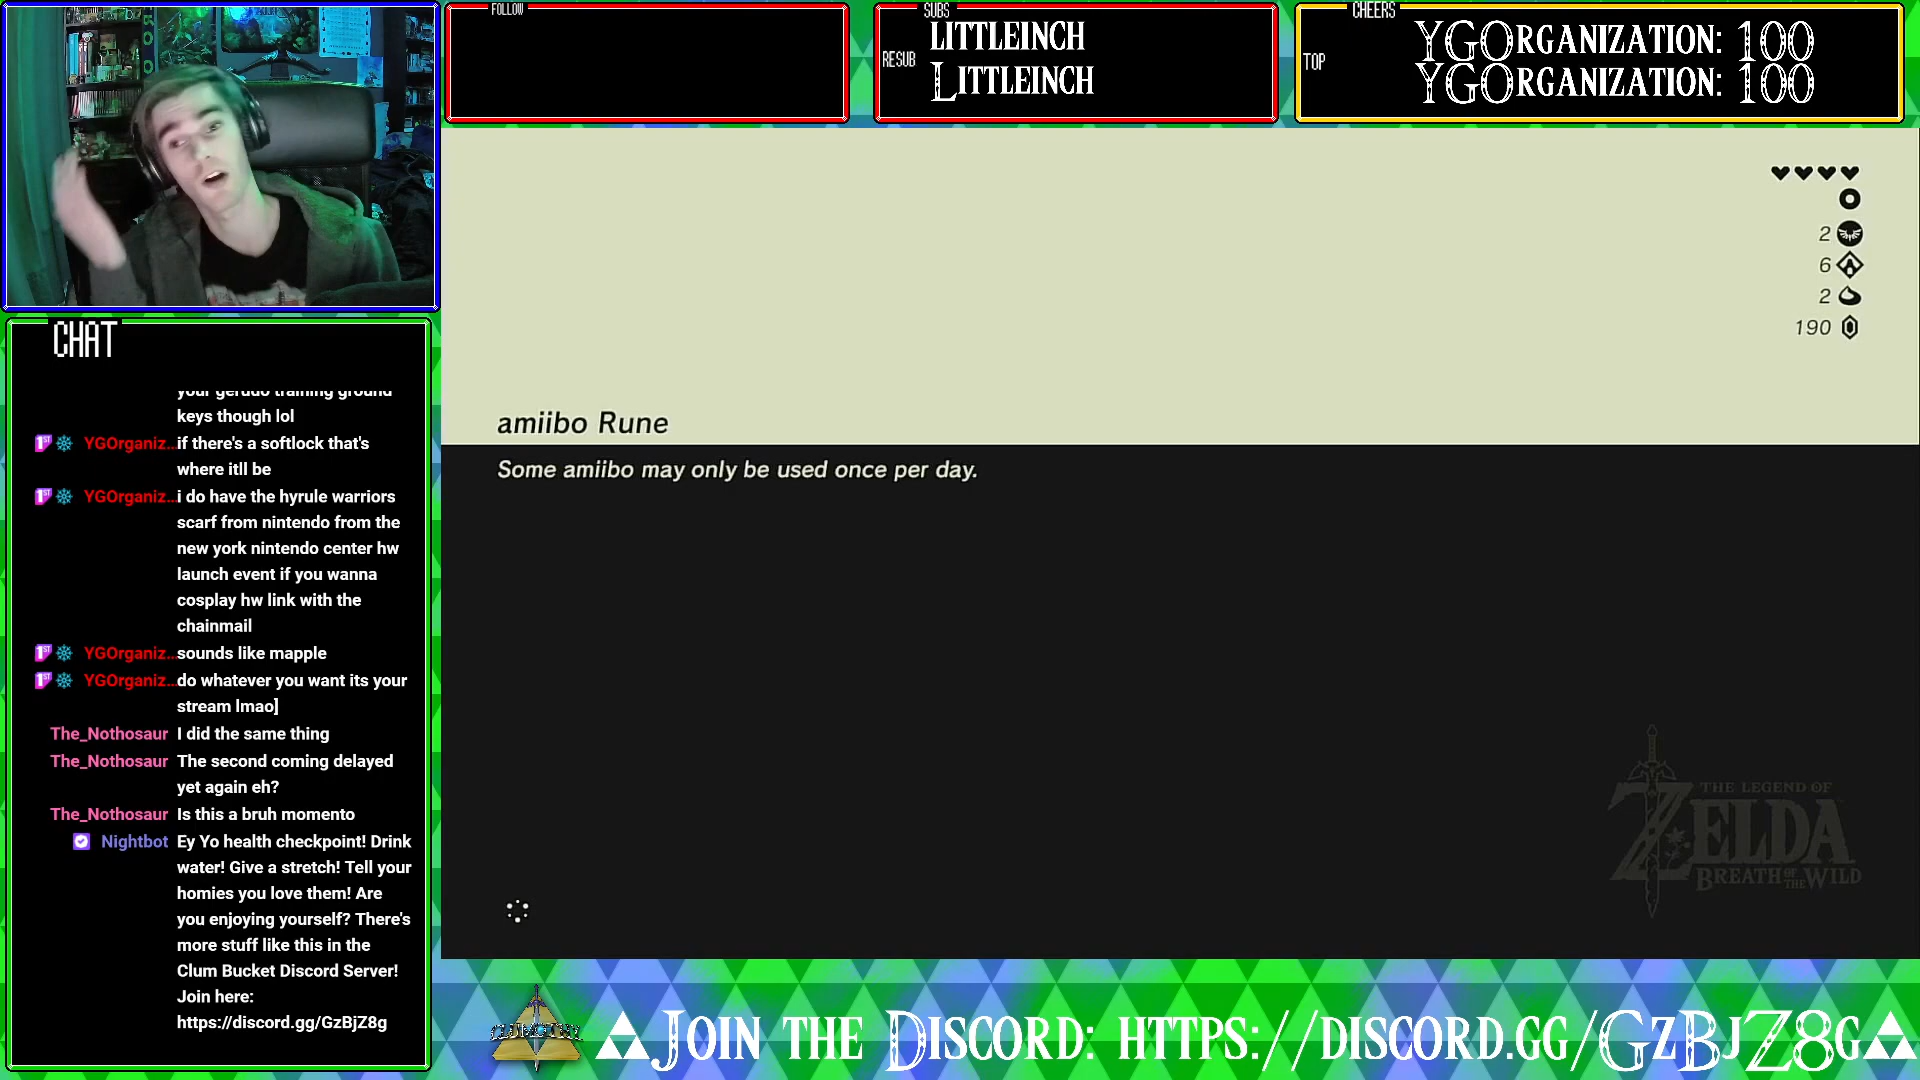 FOLLOW
SUBS
RESUB
LITTLEINCH
LITTLEINCH
CHEERS
TOP
YGORGANIZATION: 100
YGORGANIZATION: 100
2
6
2
190
amiibo Rune
Some amiibo may only be used once per day.
THE LEGEND OF
ZELDA
BREATH OF THE WILD
CHAT
your gerudo training ground
keys though lol
YGOrganiz... if there's a softlock that's
where itll be
YGOrganiz... i do have the hyrule warriors
scarf from nintendo from the
new york nintendo center hw
launch event if you wanna
cosplay hw link with the
chainmail
YGOrganiz... sounds like mapple
YGOrganiz... do whatever you want its your
stream lmao]
The_Nothosaur I did the same thing
The_Nothosaur The second coming delayed
yet again eh?
The_Nothosaur Is this a bruh momento
Nightbot Ey Yo health checkpoint! Drink
water! Give a stretch! Tell your
homies you love them! Are
you enjoying yourself? There's
more stuff like this in the
Clum Bucket Discord Server!
Join here:
https://discord.gg/GzBjZ8g
JOIN THE DISCORD: HTTPS://DISCORD.GG/GZBJZ8G